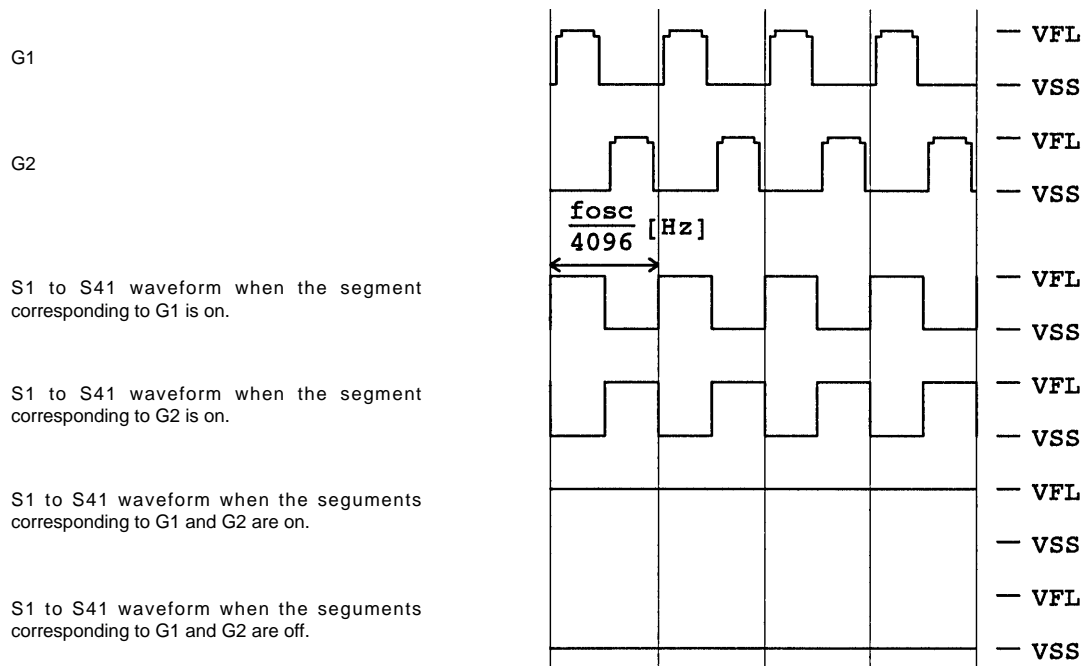 G1
VFL
VSS
G2
VFL
VSS
fosc
4096 [Hz]
S1 to S41 waveform when the segment
corresponding to G1 is on.
VFL
VSS
S1 to S41 waveform when the segment
corresponding to G2 is on.
VFL
VSS
S1 to S41 waveform when the seguments
corresponding to G1 and G2 are on.
VFL
VSS
S1 to S41 waveform when the seguments
corresponding to G1 and G2 are off.
VFL
VSS